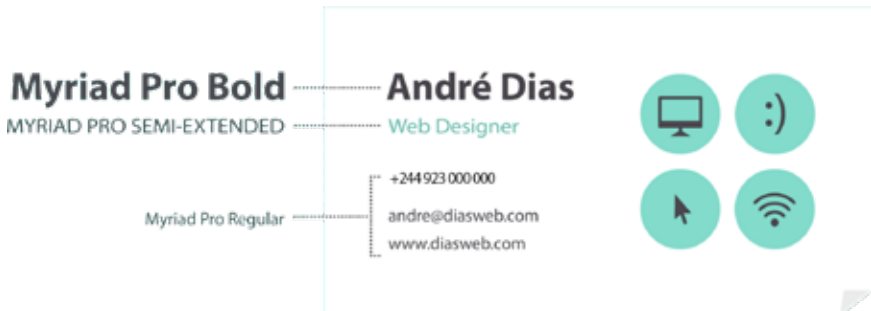 Myriad Pro Bold
André Dias
MYRIAD PRO SEMI-EXTENDED
Web Designer
+244 923 000 000
Myriad Pro Regular
andre@diasweb.com
www.diasweb.com
:)